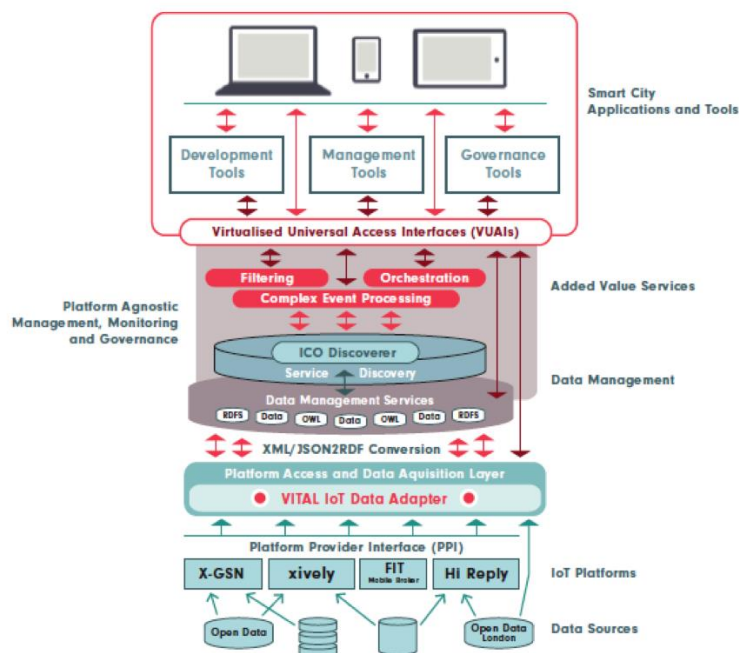 Smart City
Applications and Tools
Development
Tools
Management
Tools
Governance
Tools
Virtualised Universal Access Interfaces (VUAIs)
Filtering
Orchestration
Complex Event Processing
Added Value Services
Platform Agnostic
Management, Monitoring
and Governance
ICO Discoverer
Service
Discovery
Data Management
Data Management Services
RDFS
Data
OWL
Data
OWL
Data
RDFS
XML/JSON2RDF Conversion
Platform Access and Data Aquisition Layer
VITAL IoT Data Adapter
Platform Provider Interface (PPI)
X-GSN
xively
FIT
Mobile Broker
Hi Reply
IoT Platforms
Open Data
Open Data
London
Data Sources